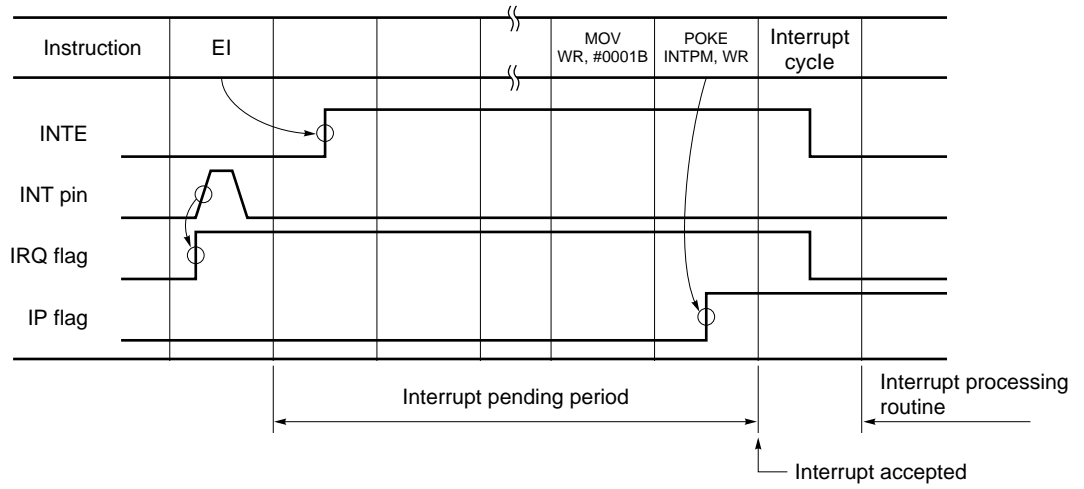 Instruction
EI
MOV
WR, #0001B
POKE
INTPM, WR
Interrupt
cycle
INTE
INT pin
IRQ flag
IP flag
Interrupt pending period
Interrupt processing
routine
Interrupt accepted